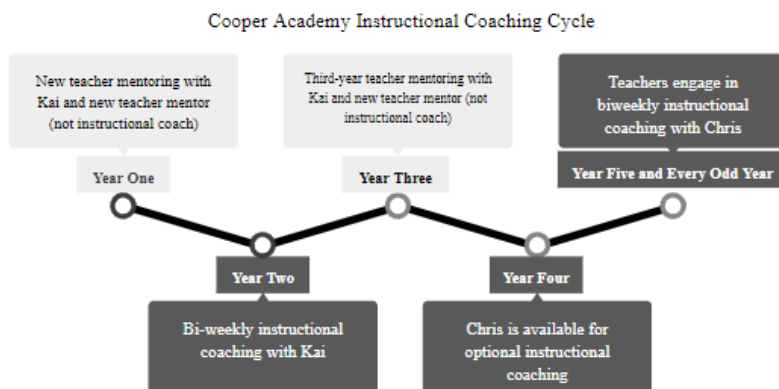 Cooper Academy Instructional Coaching Cycle
New teacher mentoring with
Kai and new teacher mentor
(not instructional coach)
Year One
Bi-weekly instructional
coaching with Kai
Year Two
Third-year teacher mentoring with
Kai and new teacher mentor (not
instructional coach)
Year Three
Year Four
Chris is available for
optional instructional
coaching
Teachers engage in
biweekly instructional
coaching with Chris
Year Five and Every Odd Year